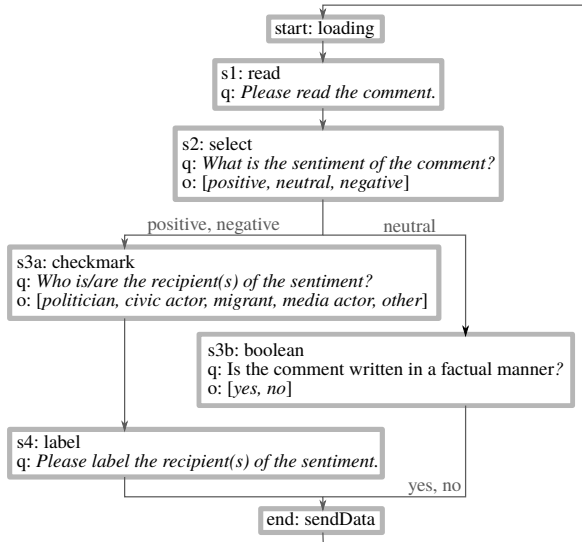 start: loading
s1: read
q: Please read the comment.
s2: select
q: What is the sentiment of the comment?
o: [positive, neutral, negative]
positive, negative
neutral
s3a: checkmark
q: Who is/are the recipient(s) of the sentiment?
o: [politician, civic actor, migrant, media actor, other]
s3b: boolean
q: Is the comment written in a factual manner?
o: [yes, no]
s4: label
q: Please label the recipient(s) of the sentiment.
yes, no
end: sendData